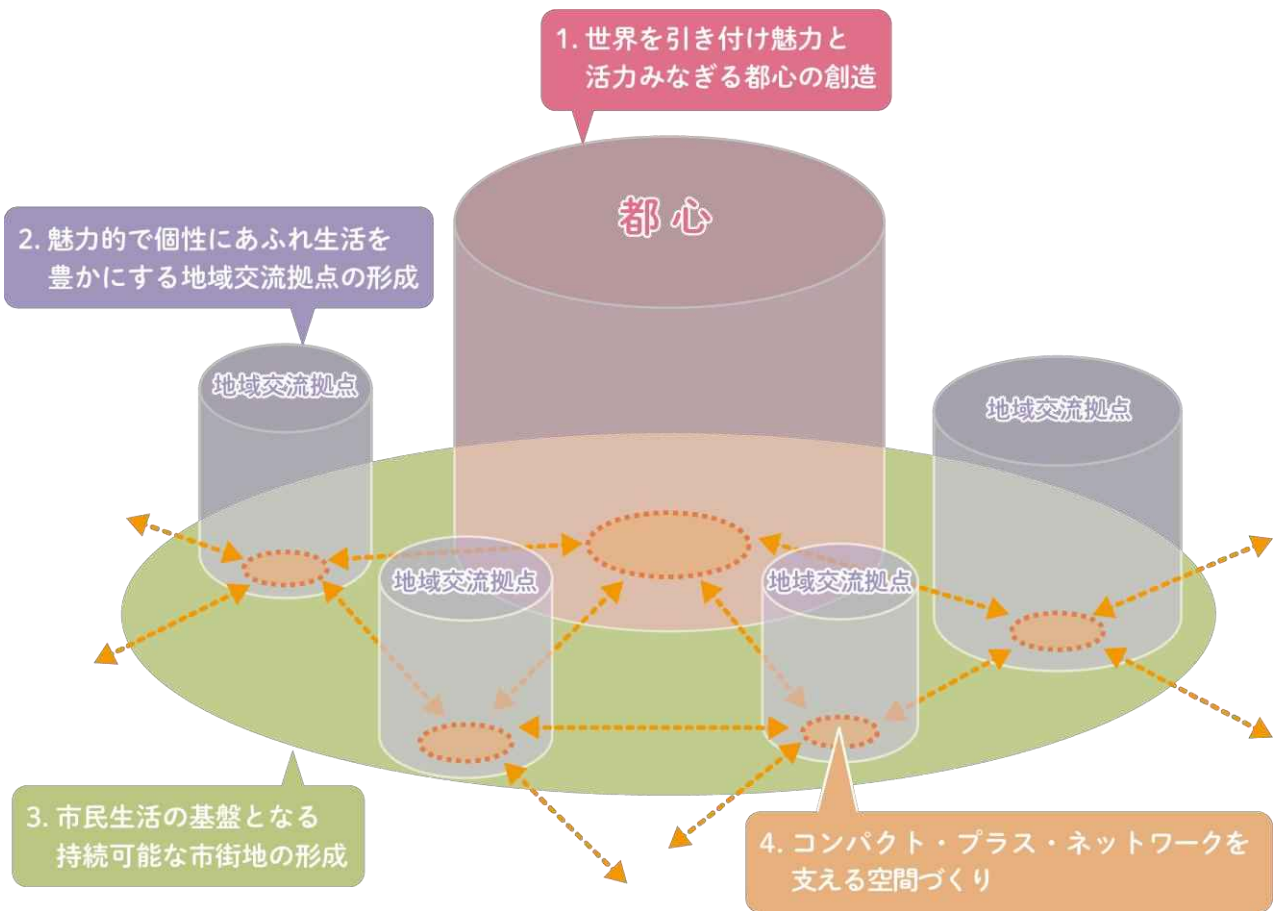 1. 世界を引き付け魅力と
活力みなぎる都心の創造
都心
2. 魅力的で個性にあふれ生活を
豊かにする地域交流拠点の形成
地域交流拠点
地域交流拠点
地域交流拠点
地域交流拠点
3. 市民生活の基盤となる
持続可能な市街地の形成
4. コンパクト・プラス・ネットワークを
支える空間づくり